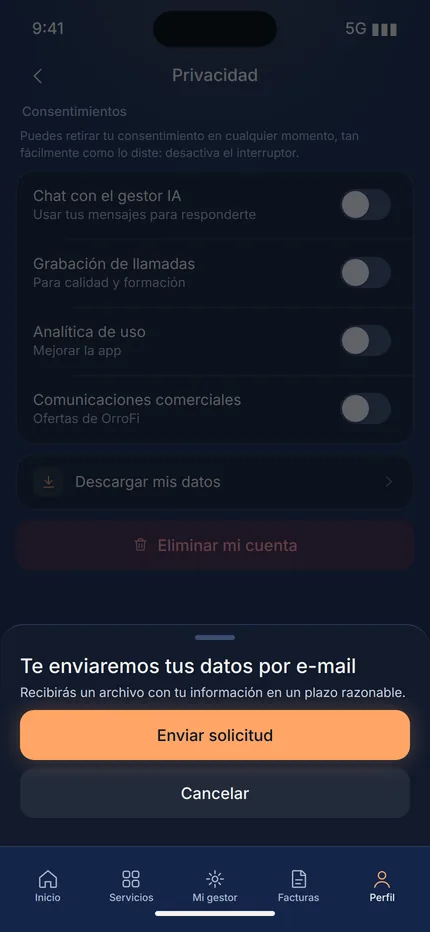 9:41
5G
Privacidad
Consentimientos
Puedes retirar tu consentimiento en cualquier momento, tan
fácilmente como lo diste: desactiva el interruptor.
Chat con el gestor IA
Usar tus mensajes para responderte
Grabación de llamadas
Para calidad y formación
Analítica de uso
Mejorar la app
Comunicaciones comerciales
Ofertas de OrroFi
Descargar mis datos
Eliminar mi cuenta
Te enviaremos tus datos por e-mail
Recibirás un archivo con tu información en un plazo razonable.
Enviar solicitud
Cancelar
Inicio
Servicios
Mi gestor
Facturas
Perfil